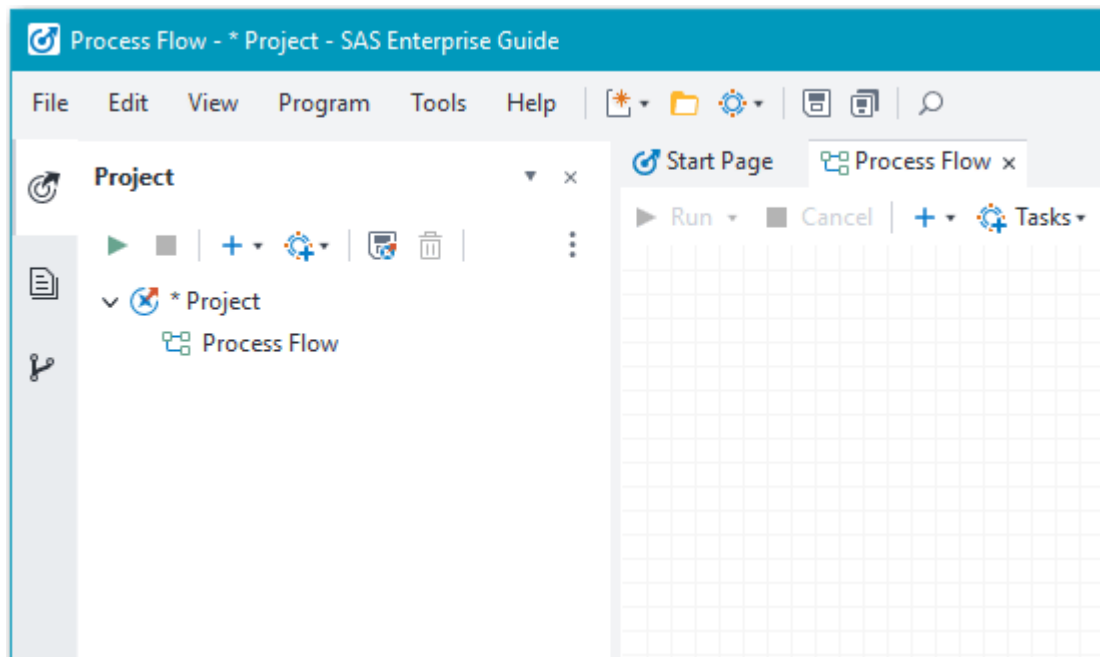 Process Flow - * Project - SAS Enterprise Guide
File Edit View Program Tools Help
Project
Start Page Process Flow
Run Cancel Tasks
* Project
Process Flow